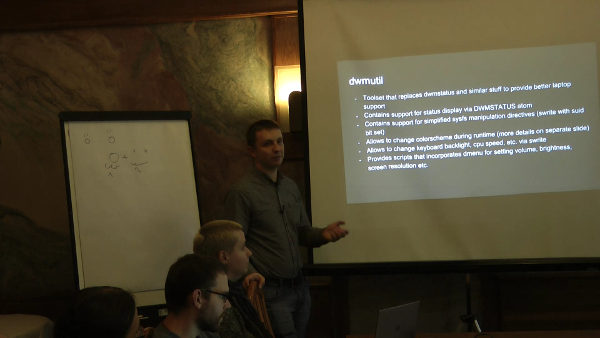 dwmutil
- Toolset that replaces dwmstatus and similar stuff to provide better laptop
support
- Contains support for status display via DWMSTATUS atom
- Contains support for simplified sysfs manipulation directives (swrite with suid
bit set)
- Allows to change colorschama during runtime (more details on separate slide)
- Allows to change keyboard backlight, cpu speed, etc. via swrite
- Provides scripts that incorporates dmenu for setting volume, brightness,
screen resolution etc.